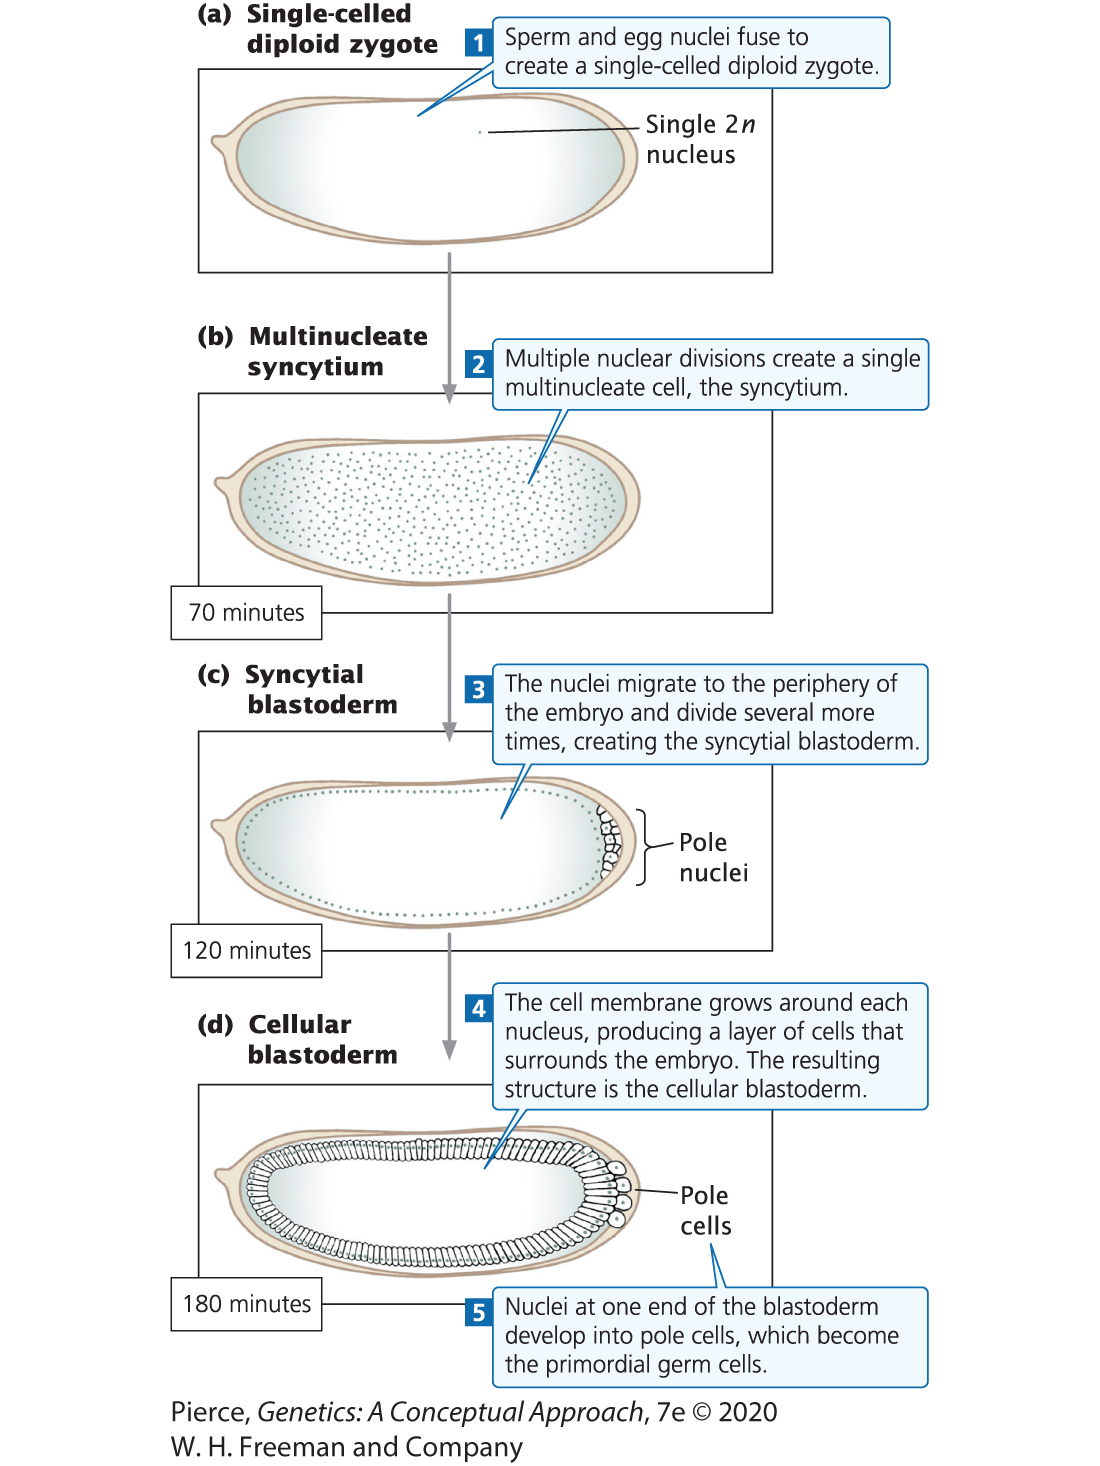 (a) Single-celled
diploid zygote
1 Sperm and egg nuclei fuse to
create a single-celled diploid zygote.
Single 2n
nucleus
(b) Multinucleate
syncytium
2 Multiple nuclear divisions create a single
multinucleate cell, the syncytium.
70 minutes
(c) Syncytial
blastoderm
3 The nuclei migrate to the periphery of
the embryo and divide several more
times, creating the syncytial blastoderm.
Pole
nuclei
120 minutes
(d) Cellular
blastoderm
4 The cell membrane grows around each
nucleus, producing a layer of cells that
surrounds the embryo. The resulting
structure is the cellular blastoderm.
Pole
cells
180 minutes
5 Nuclei at one end of the blastoderm
develop into pole cells, which become
the primordial germ cells.
Pierce, Genetics: A Conceptual Approach, 7e © 2020
W. H. Freeman and Company